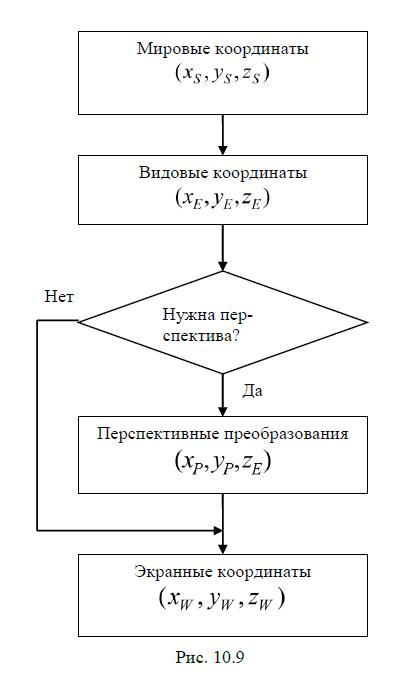 Мировые координаты
(x_S, y_S, z_S)
Видовые координаты
(x_E, y_E, z_E)
Нет
Нужна пер-
спектива?
Да
Перспективные преобразования
(x_P, y_P, z_E)
Экранные координаты
(x_W, y_W, z_W)
Рис. 10.9